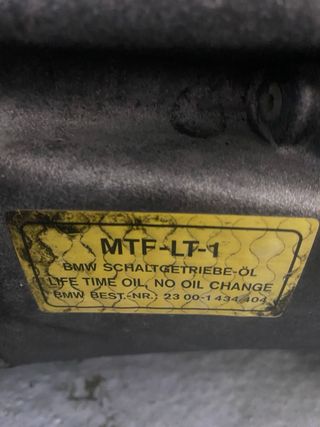 MTF-LT-1
BMW SCHALTGETRIEBE-ÖL
LIFE TIME OIL, NO OIL CHANGE
BMW BEST.-NR.: 23 00-1 434 404